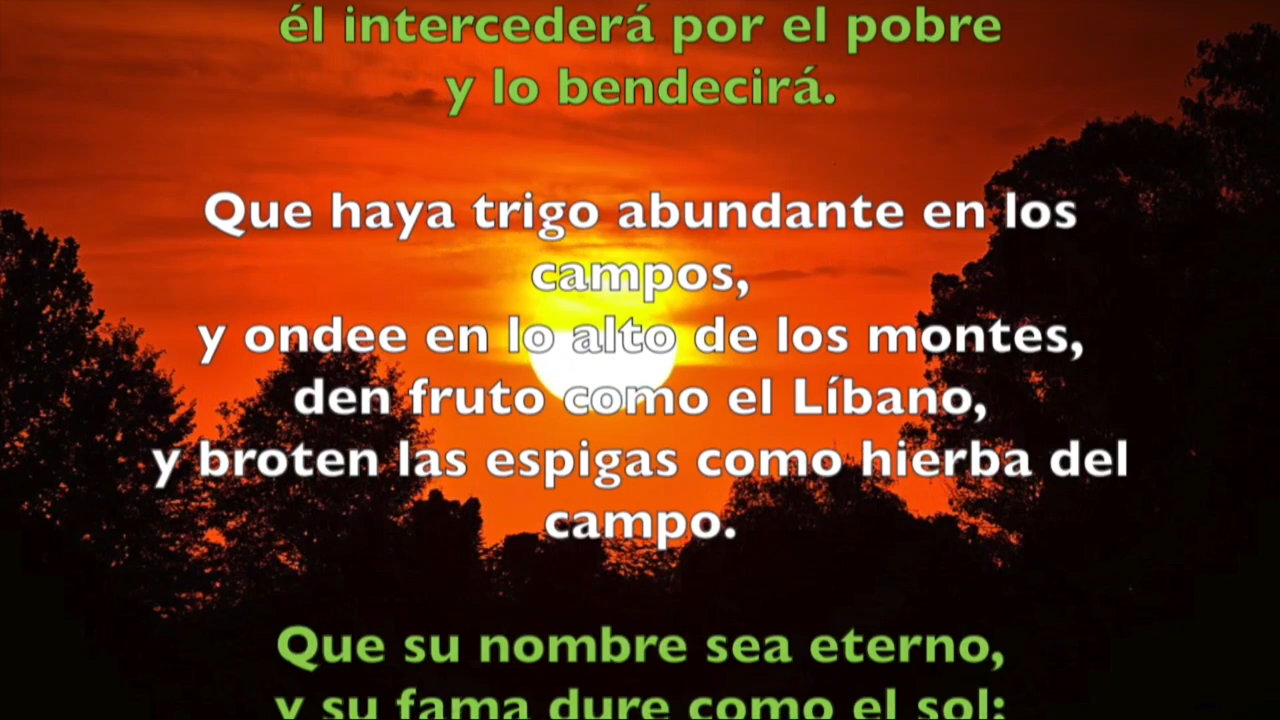 él intercederá por el pobre
y lo bendecirá.
Que haya trigo abundante en los
campos,
y ondee en lo alto de los montes,
den fruto como el Líbano,
y broten las espigas como hierba del
campo.
Que su nombre sea eterno,
y su fama dure como el sol: